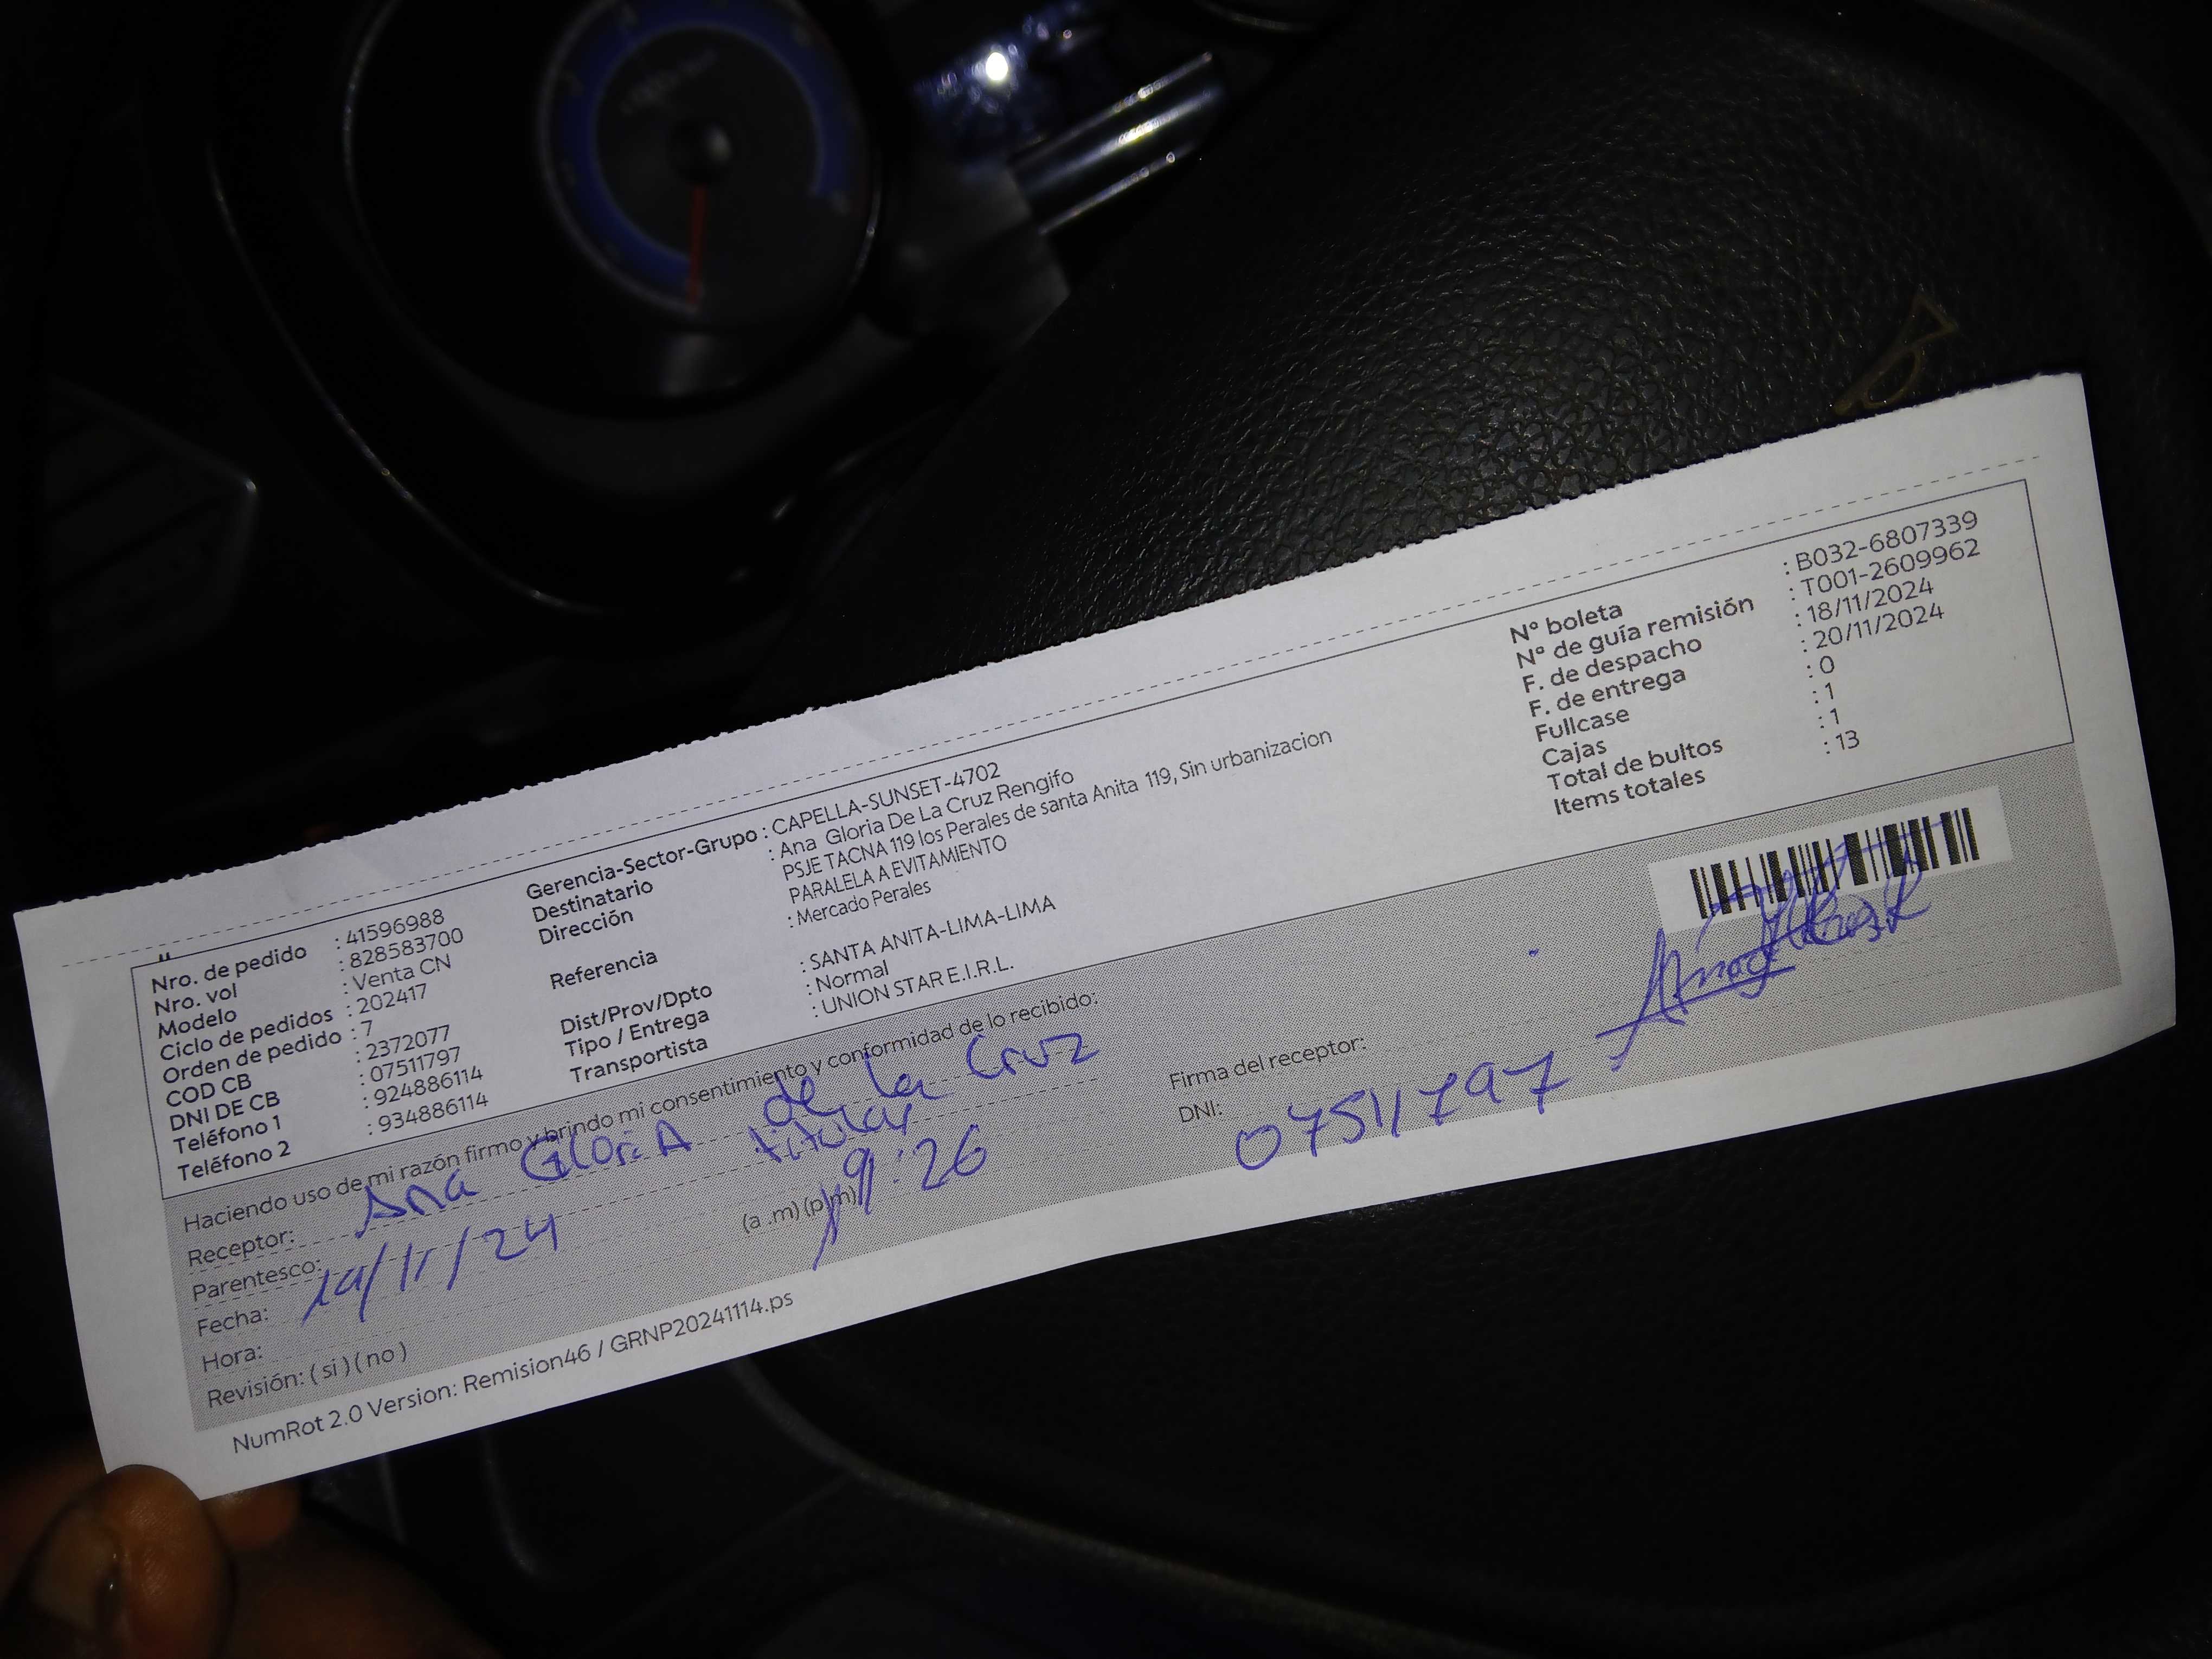 Nro. de pedido : 41596988
Nro. vol : 828583700
Modelo : Venta CN
Ciclo de pedidos : 202417
Orden de pedido : 7
COD CB : 2372077
DNI DE CB : 07511797
Teléfono 1 : 924886114
Teléfono 2 : 934886114
Gerencia-Sector-Grupo : CAPELLA-SUNSET-4702
Destinatario : Ana Gloria De La Cruz Rengifo
Dirección PSJE TACNA 119 los Perales de santa Anita 119, Sin urbanizacion
PARALELA A EVITAMIENTO
Referencia : Mercado Perales
Dist/Prov/Dpto : SANTA ANITA-LIMA-LIMA
Tipo / Entrega : Normal
Transportista : UNION STAR E.I.R.L.
N° boleta : B032-6807339
N° de guía remisión : T001-2609962
F. de despacho : 18/11/2024
F. de entrega : 20/11/2024
Fullcase : 0
Cajas : 1
Total de bultos : 1
Items totales : 13
Haciendo uso de mi razón firmo y brindo mi consentimiento y conformidad de lo recibido:
Receptor: Ana Gloria de la Cruz
Parentesco: titular
Fecha: 19/11/24
Hora: (a .m) (p.m) 19:26
Revisión: ( si ) ( no )
Firma del receptor:
DNI: 07511797
NumRot 2.0 Version: Remision46 / GRNP20241114.ps